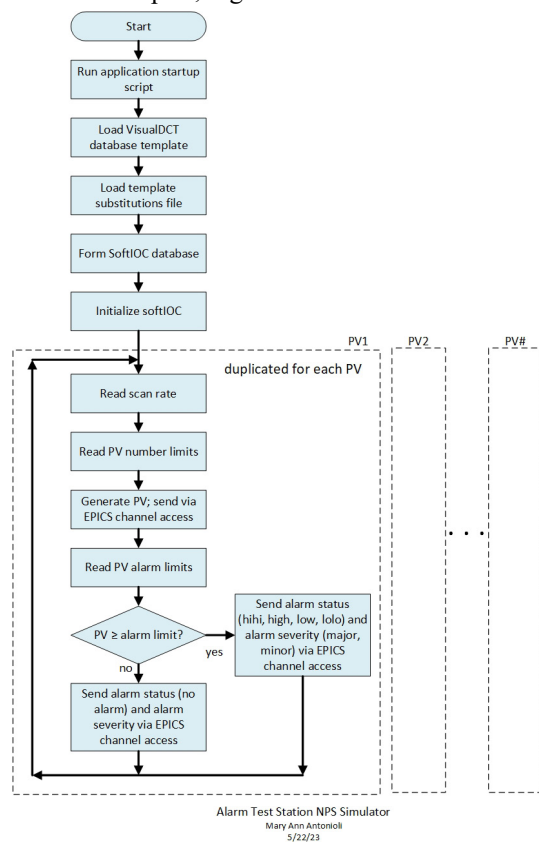 Start
Run application startup
script
Load VisualDCT
database template
Load template
substitutions file
Form SoftIOC database
Initialize softIOC
PV1
PV2
PV#
duplicated for each PV
Read scan rate
Read PV number limits
Generate PV; send via
EPICS channel access
Read PV alarm limits
PV ≥ alarm limit?
yes
no
Send alarm status
(hihi, high, low, lolo) and
alarm severity (major,
minor) via EPICS
channel access
Send alarm status (no
alarm) and alarm
severity via EPICS
channel access
. . .
Alarm Test Station NPS Simulator
Mary Ann Antonioli
5/22/23